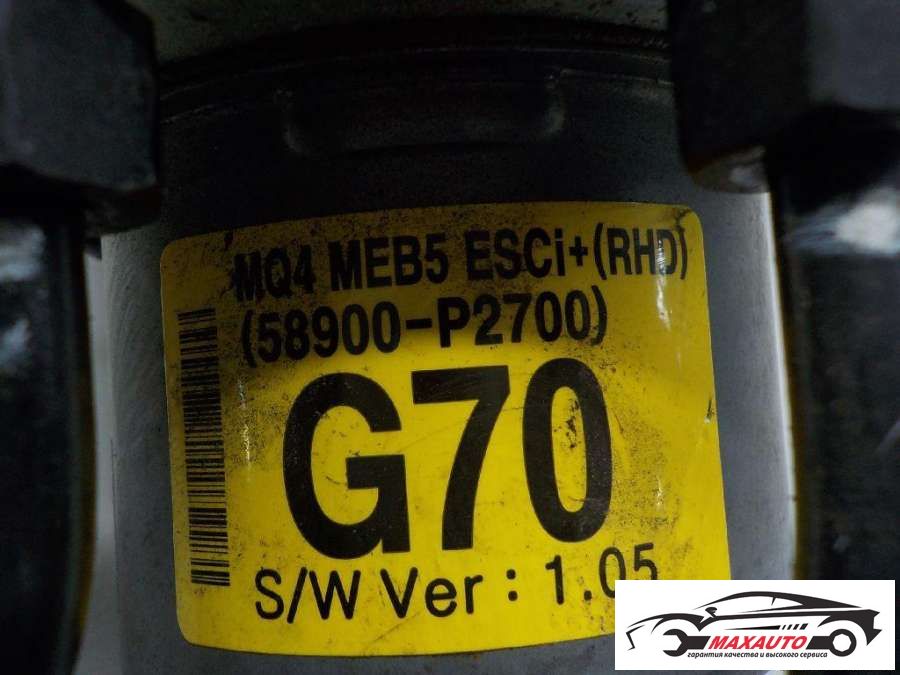 MQ4 MEB5 ESCi+(RHD)
(58900-P2700)
G70
S/W Ver : 1.05
MAXAUTO
гарантия качества и высокого сервиса